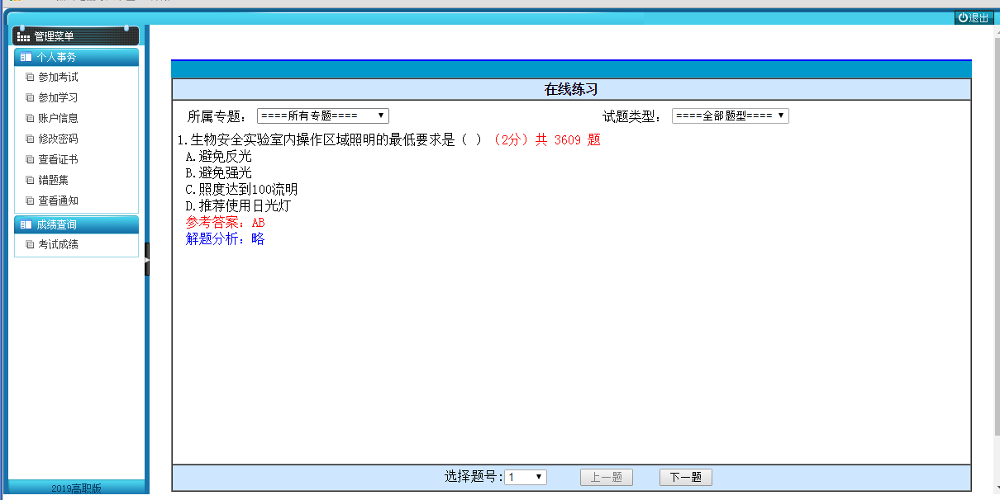 退出
管理菜单
个人事务
参加考试
参加学习
账户信息
修改密码
查看证书
错题集
查看通知
成绩查询
考试成绩
2019高职版
在线练习
所属专题: ====所有专题==== 试题类型: ====全部题型====
1.生物安全实验室内操作区域照明的最低要求是（ ）（2分）共 3609 题
A.避免反光
B.避免强光
C.照度达到100流明
D.推荐使用日光灯
参考答案: AB
解题分析: 略
选择题号: 1 上一题 下一题